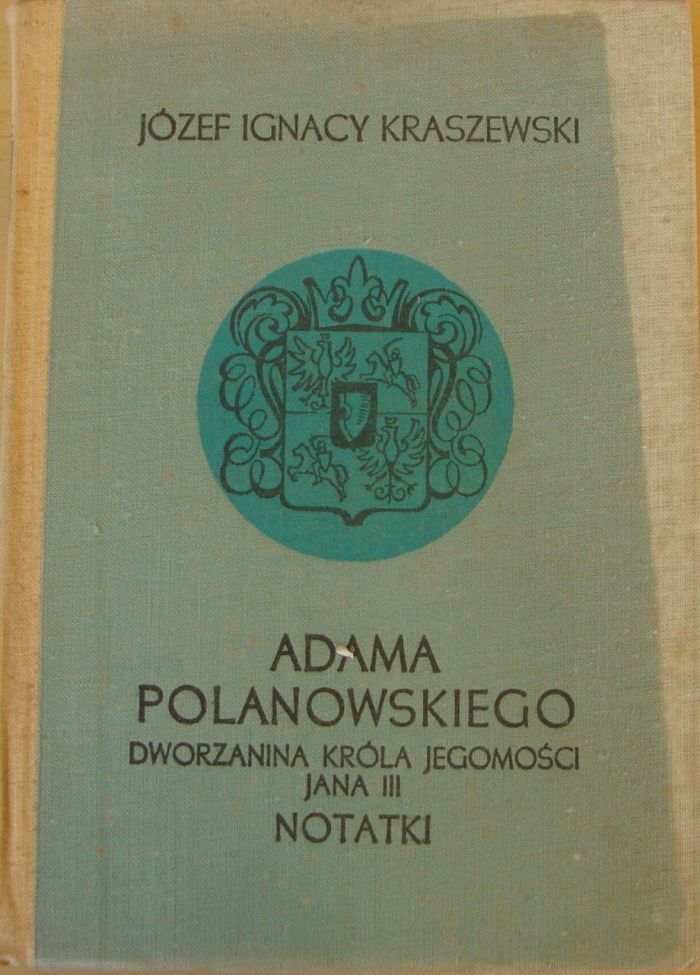 JÓZEF IGNACY KRASZEWSKI
ADAMA
POLANOWSKIEGO
DWORZANINA KRÓLA JEGOMOŚCI
JANA III
NOTATKI